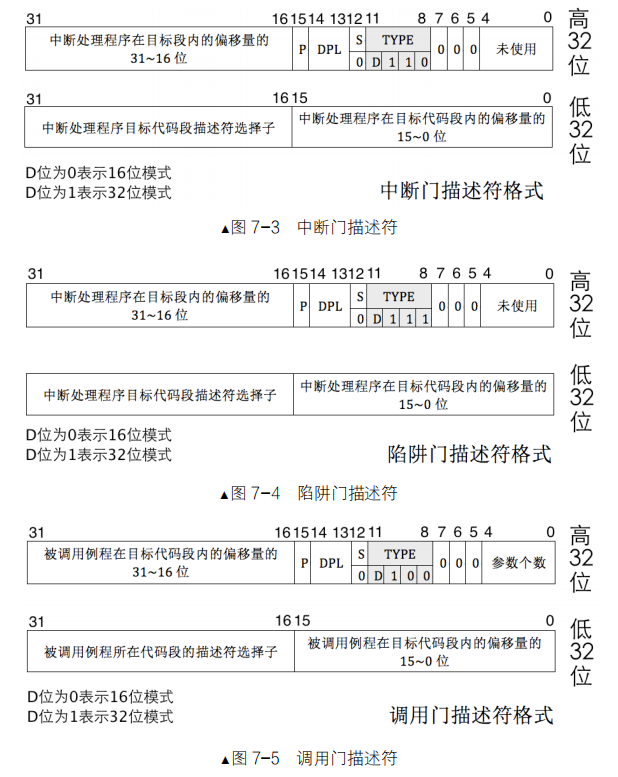 31 16 15 14 13 12 11 8 7 6 5 4 0
高32位
中断处理程序在目标段内的偏移量的
31~16 位
P
DPL
S
TYPE
0 D 1 1 0
0 0 0
未使用
31 16 15 0
低32位
中断处理程序目标代码段描述符选择子
中断处理程序在目标代码段内的偏移量的
15~0 位
D位为0表示16位模式
D位为1表示32位模式
中断门描述符格式
▲图 7-3 中断门描述符
31 16 15 14 13 12 11 8 7 6 5 4 0
高32位
中断处理程序在目标段内的偏移量的
31~16 位
P
DPL
S
TYPE
0 D 1 1 1
0 0 0
未使用
低32位
中断处理程序目标代码段描述符选择子
中断处理程序在目标代码段内的偏移量的
15~0 位
D位为0表示16位模式
D位为1表示32位模式
陷阱门描述符格式
▲图 7-4 陷阱门描述符
31 16 15 14 13 12 11 8 7 6 5 4 0
高32位
被调用例程在目标代码段内的偏移量的
31~16 位
P
DPL
S
TYPE
0 D 1 0 0
0 0 0
参数个数
31 16 15 0
低32位
被调用例程所在代码段的描述符选择子
被调用例程在目标代码段内的偏移量的
15~0 位
D位为0表示16位模式
D位为1表示32位模式
调用门描述符格式
▲图 7-5 调用门描述符